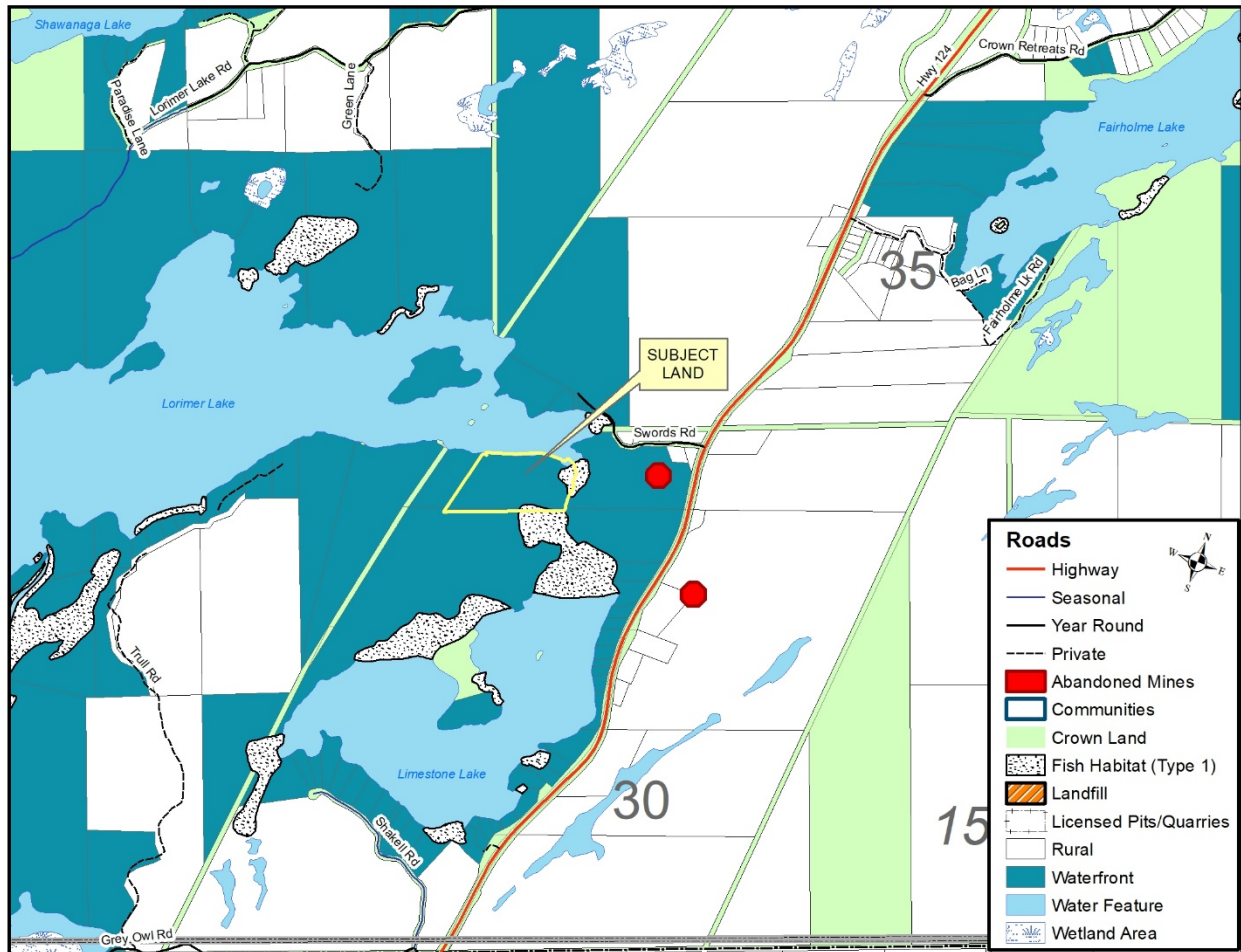 Shawanaga Lake
Lorimer Lake Rd
Paradise Lane
Green Lane
Hwy 124
Crown Retreats Rd
Fairholme Lake
35
Bag Ln
Fairholme Lk Rd
SUBJECT
LAND
Lorimer Lake
Swords Rd
Trull Rd
Limestone Lake
30
15
Shakell Rd
Grey Owl Rd
Roads
N
W
E
S
Highway
Seasonal
Year Round
Private
Abandoned Mines
Communities
Crown Land
Fish Habitat (Type 1)
Landfill
Licensed Pits/Quarries
Rural
Waterfront
Water Feature
Wetland Area